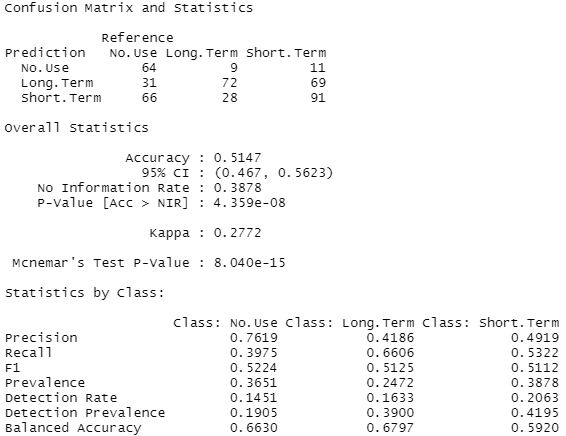 Confusion Matrix and Statistics
Reference
Prediction No.Use Long.Term Short.Term
No.Use 64 9 11
Long.Term 31 72 69
Short.Term 66 28 91
Overall Statistics
Accuracy : 0.5147
95% CI : (0.467, 0.5623)
No Information Rate : 0.3878
P-Value [Acc > NIR] : 4.359e-08
Kappa : 0.2772
Mcnemar's Test P-Value : 8.040e-15
Statistics by Class:
Class: No.Use Class: Long.Term Class: Short.Term
Precision 0.7619 0.4186 0.4919
Recall 0.3975 0.6606 0.5322
F1 0.5224 0.5125 0.5112
Prevalence 0.3651 0.2472 0.3878
Detection Rate 0.1451 0.1633 0.2063
Detection Prevalence 0.1905 0.3900 0.4195
Balanced Accuracy 0.6630 0.6797 0.5920